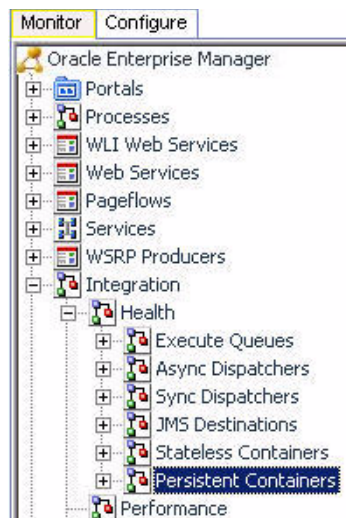 Monitor Configure
Oracle Enterprise Manager
Portals
Processes
WLI Web Services
Web Services
Pageflows
Services
WSRP Producers
Integration
Health
Execute Queues
Async Dispatchers
Sync Dispatchers
JMS Destinations
Stateless Containers
Persistent Containers
Performance